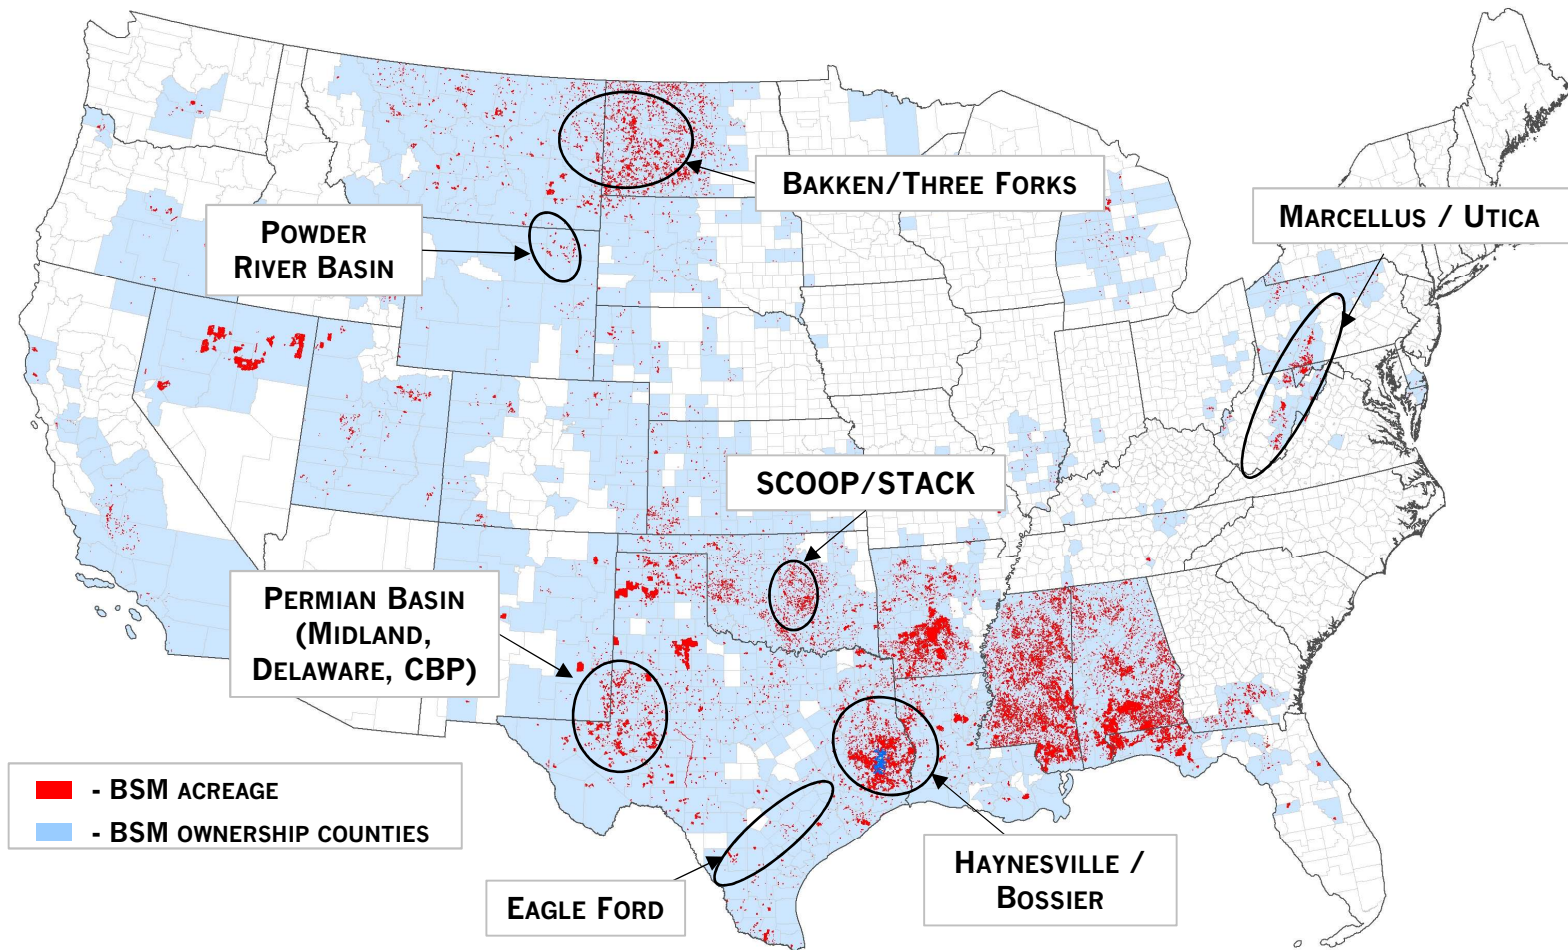 BAKKEN/THREE FORKS
MARCELLUS / UTICA
POWDER
RIVER BASIN
SCOOP/STACK
PERMIAN BASIN
(MIDLAND,
DELAWARE, CBP)
- BSM ACREAGE
- BSM OWNERSHIP COUNTIES
HAYNESVILLE /
BOSSIER
EAGLE FORD